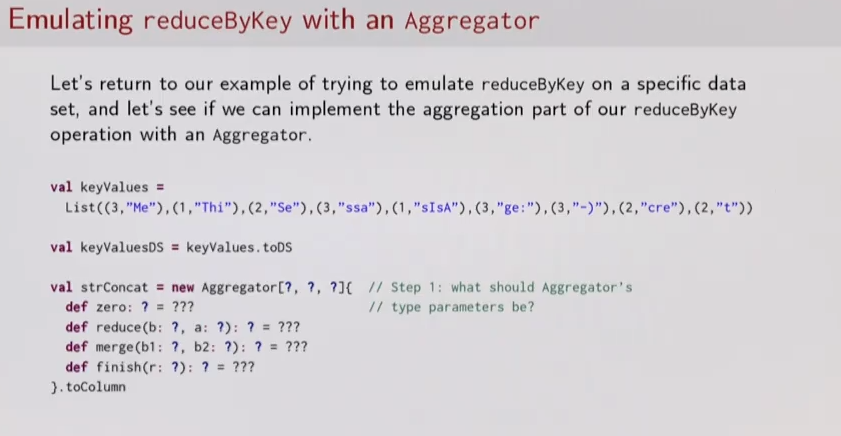 Emulating reduceByKey with an Aggregator
Let's return to our example of trying to emulate reduceByKey on a specific data
set, and let's see if we can implement the aggregation part of our reduceByKey
operation with an Aggregator.
val keyValues =
List((3,"Me"),(1,"Thi"),(2,"Se"),(3,"ssa"),(1,"sIsA"),(3,"ge:"),(3,"-)"),(2,"cre"),(2,"t"))
val keyValuesDS = keyValues.toDS
val strConcat = new Aggregator[?, ?, ?]{ // Step 1: what should Aggregator's
def zero: ? = ??? // type parameters be?
def reduce(b: ?, a: ?): ? = ???
def merge(b1: ?, b2: ?): ? = ???
def finish(r: ?): ? = ???
}.toColumn